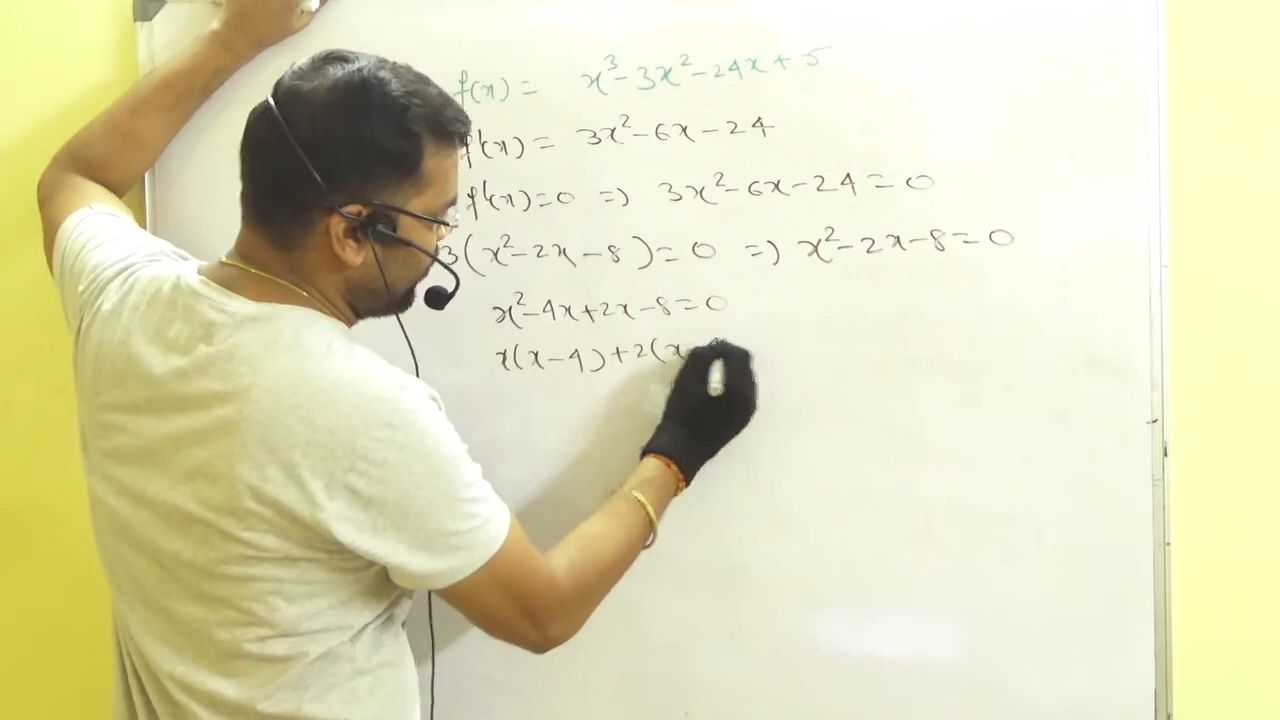 f(x) = x³-3x²-24x+5
f'(x) = 3x²-6x-24
f'(x)=0 => 3x²-6x-24=0
3(x²-2x-8)=0 => x²-2x-8=0
x²-4x+2x-8=0
x(x-4)+2(x-